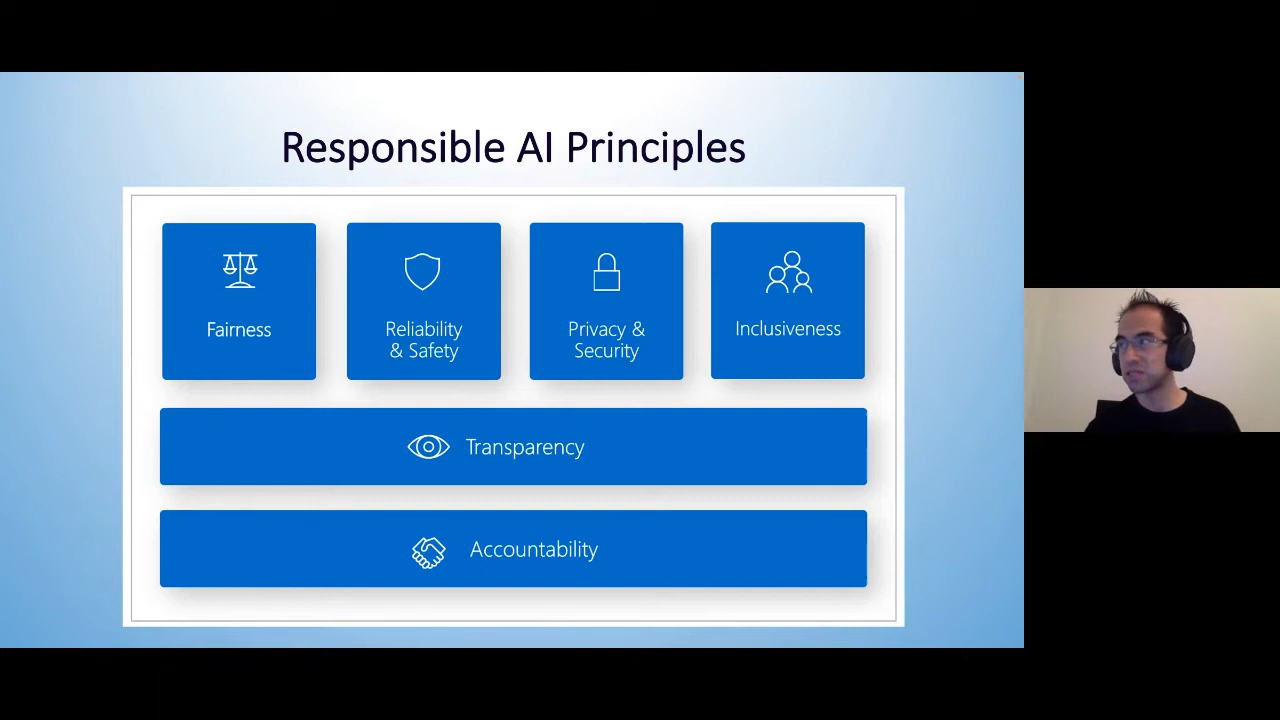 Responsible AI Principles
Fairness
Reliability
& Safety
Privacy &
Security
Inclusiveness
Transparency
Accountability